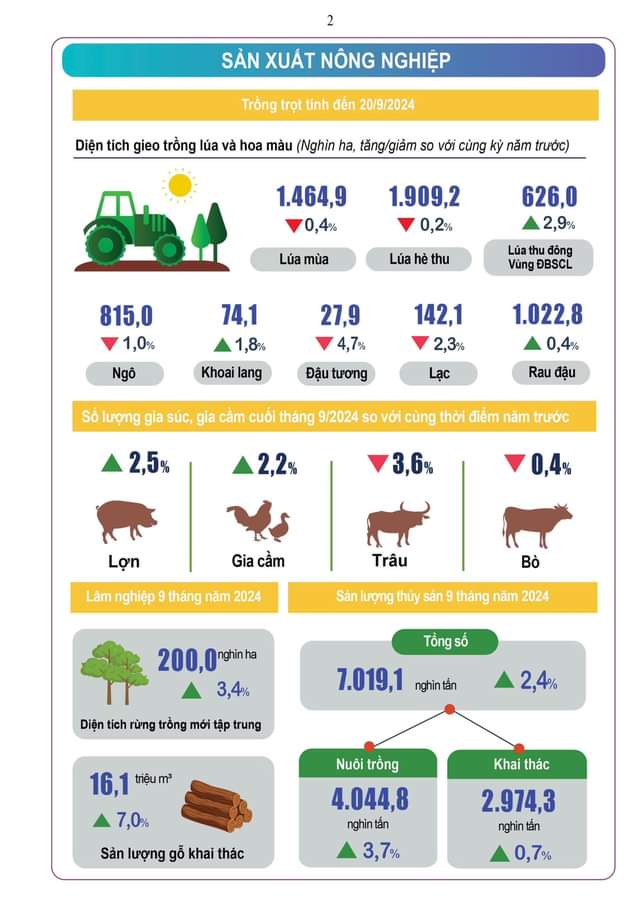 2
SẢN XUẤT NÔNG NGHIỆP
Trồng trọt tính đến 20/9/2024
Diện tích gieo trồng lúa và hoa màu (Nghìn ha, tăng/giảm so với cùng kỳ năm trước)
1.464,9
0,4%
Lúa mùa
1.909,2
0,2%
Lúa hè thu
626,0
2,9%
Lúa thu đông
Vùng ĐBSCL
815,0
1,0%
Ngô
74,1
1,8%
Khoai lang
27,9
4,7%
Đậu tương
142,1
2,3%
Lạc
1.022,8
0,4%
Rau đậu
Số lượng gia súc, gia cầm cuối tháng 9/2024 so với cùng thời điểm năm trước
2,5%
Lợn
2,2%
Gia cầm
3,6%
Trâu
0,4%
Bò
Lâm nghiệp 9 tháng năm 2024
200,0 nghìn ha
3,4%
Diện tích rừng trồng mới tập trung
16,1 triệu m³
7,0%
Sản lượng gỗ khai thác
Sản lượng thủy sản 9 tháng năm 2024
Tổng số
7.019,1 nghìn tấn
2,4%
Nuôi trồng
4.044,8
nghìn tấn
3,7%
Khai thác
2.974,3
nghìn tấn
0,7%